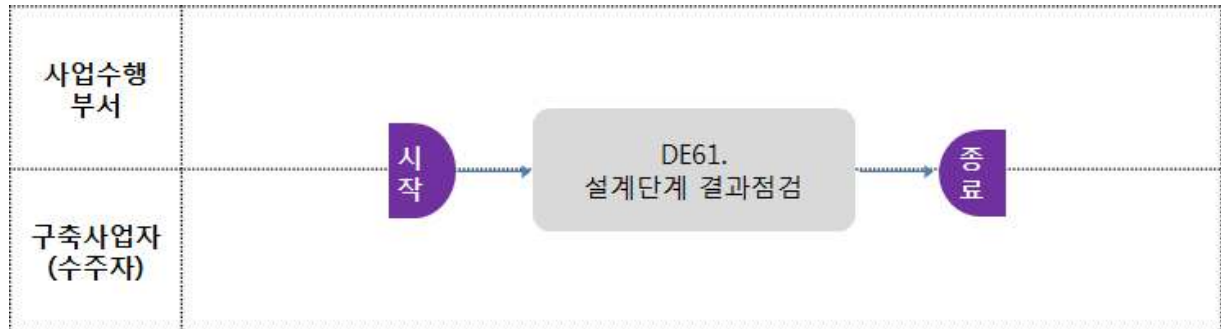 사업수행
부서
시
작
DE61.
설계단계 결과점검
종
료
구축사업자
(수주자)